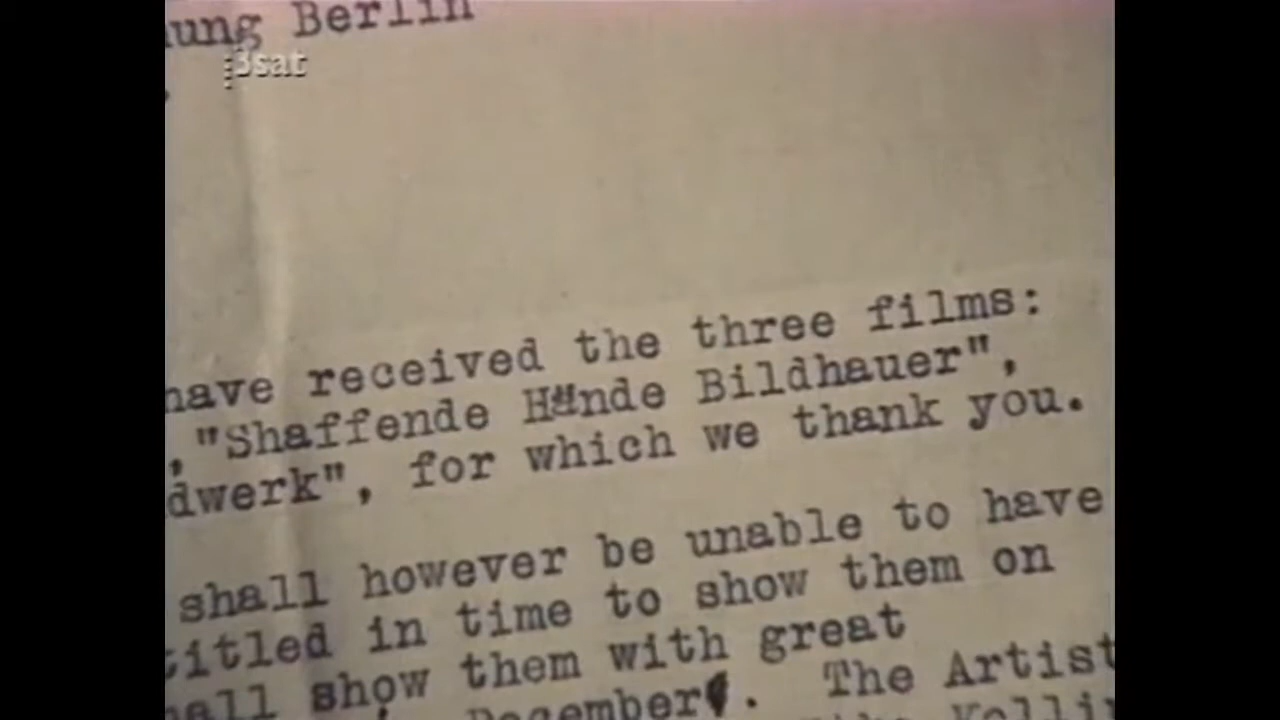 ung Berlin
3sat
have received the three films:
, "Shaffende Hände Bildhauer",
dwerk", for which we thank you.
shall however be unable to have
titled in time to show them on
hall show them with great
December. The Artist